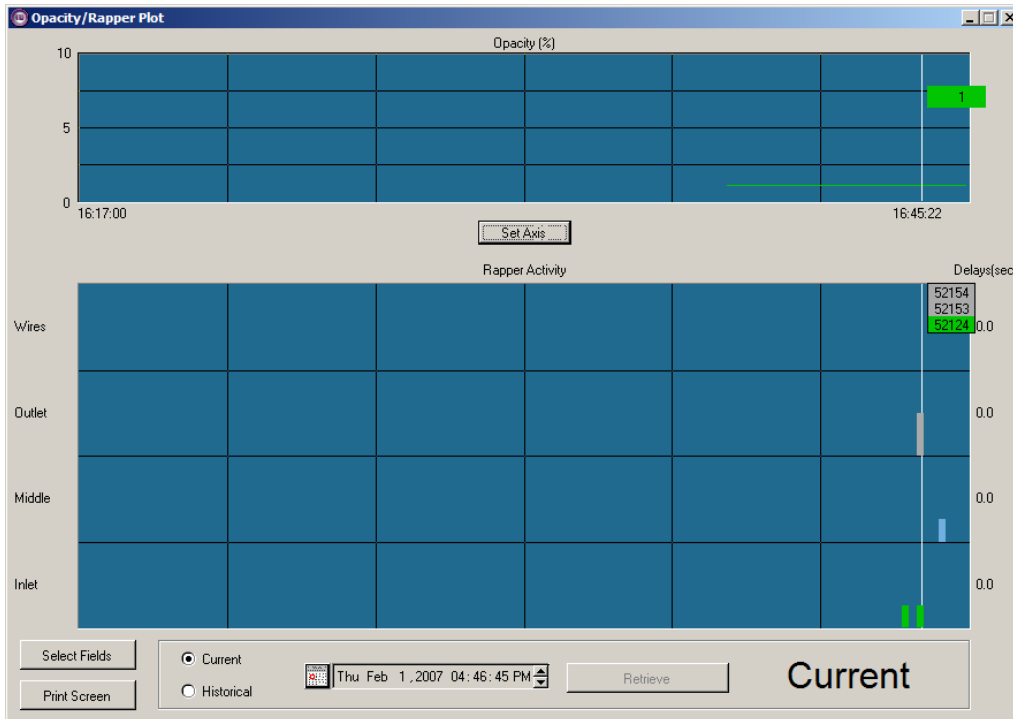 Opacity/Rapper Plot
Opacity (%)
10
5
0
1
16:17:00
16:45:22
Set Axis
Rapper Activity
Delays(sec
52154
52153
52124
Wires
0.0
Outlet
0.0
Middle
0.0
Inlet
0.0
Select Fields
Print Screen
Current
Historical
Thu Feb 1 ,2007 04:46:45 PM
Retrieve
Current